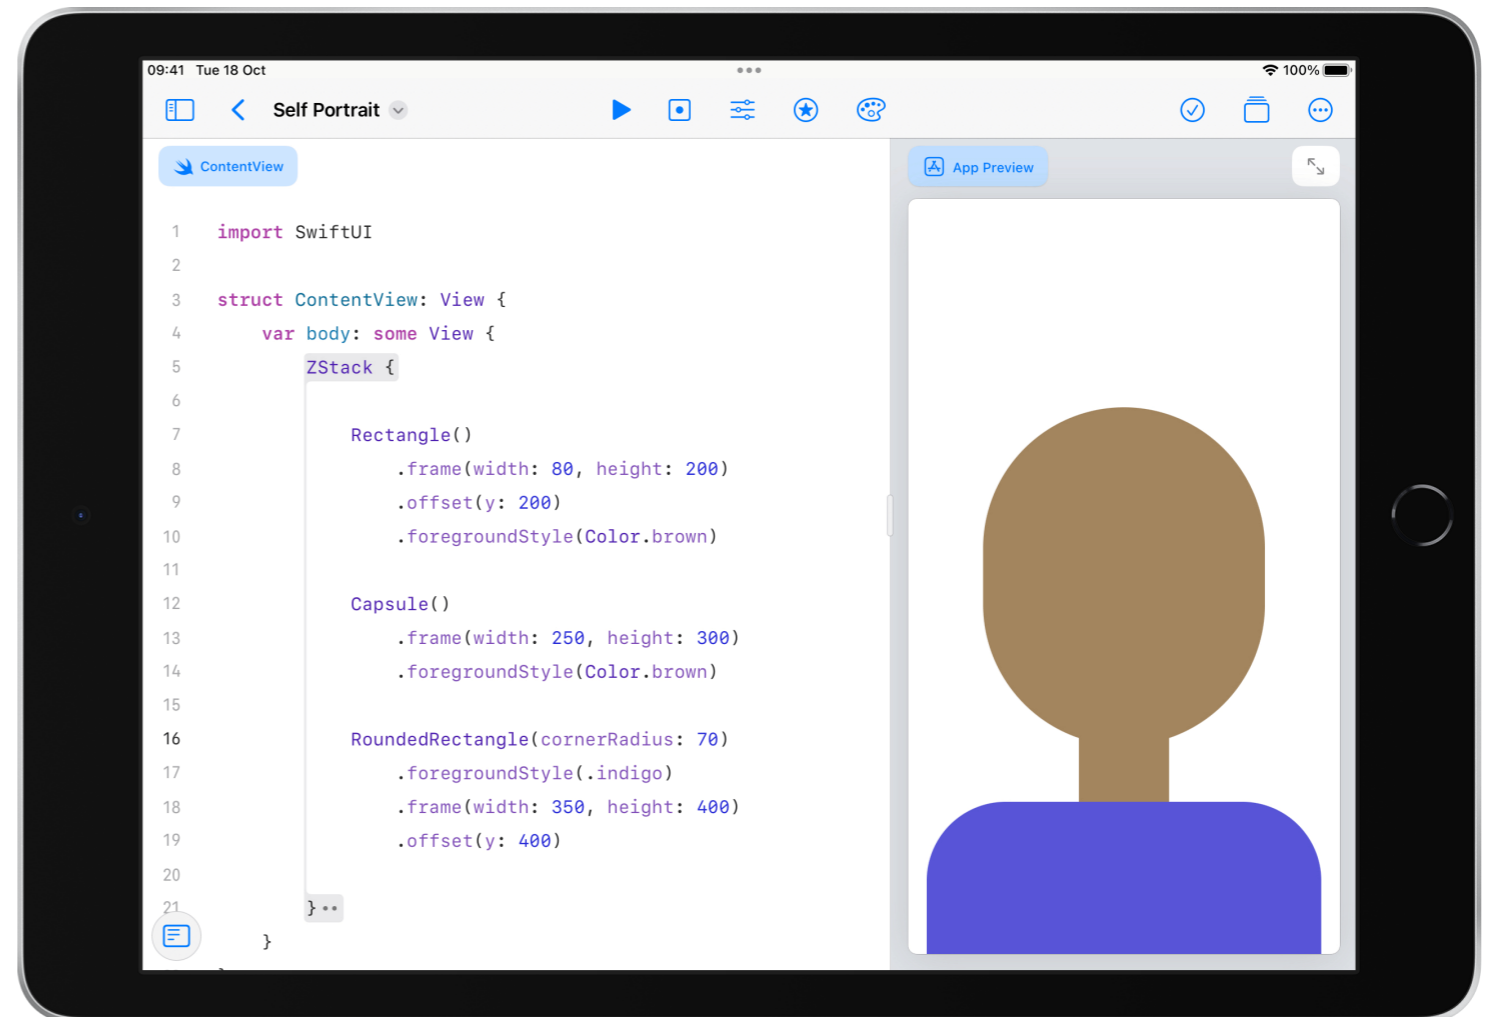 09:41 Tue 18 Oct
100%
Self Portrait
ContentView
App Preview
1 import SwiftUI
2
3 struct ContentView: View {
4 var body: some View {
5 ZStack {
6
7 Rectangle()
8 .frame(width: 80, height: 200)
9 .offset(y: 200)
10 .foregroundStyle(Color.brown)
11
12 Capsule()
13 .frame(width: 250, height: 300)
14 .foregroundStyle(Color.brown)
15
16 RoundedRectangle(cornerRadius: 70)
17 .foregroundStyle(.indigo)
18 .frame(width: 350, height: 400)
19 .offset(y: 400)
20
21 }
}